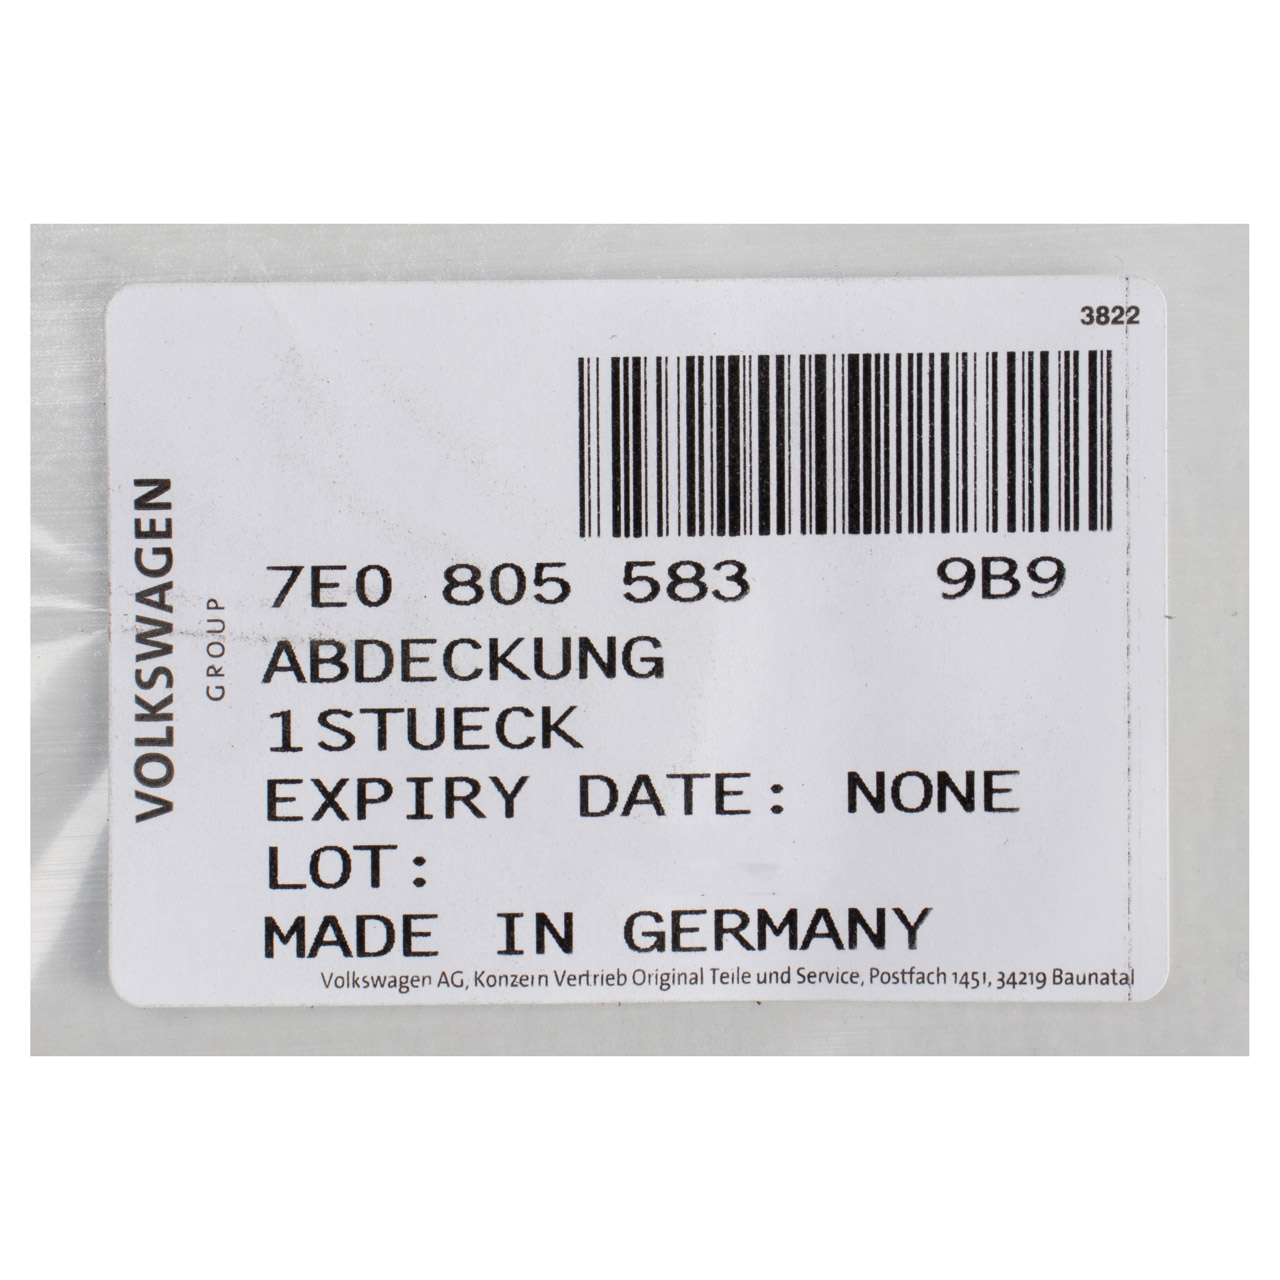 3822
VOLKSWAGEN
GROUP
7E0 805 583 9B9
ABDECKUNG
1STUECK
EXPIRY DATE: NONE
LOT:
MADE IN GERMANY
Volkswagen AG, Konzern Vertrieb Original Teile und Service, Postfach 1451, 34219 Baunatal